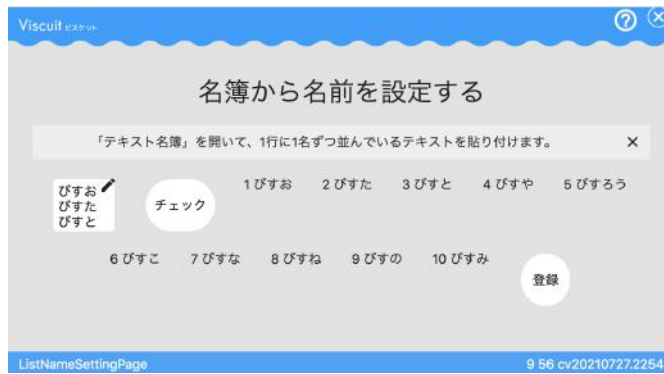 Viscuit ビスケット
?
名簿から名前を設定する
「テキスト名簿」を開いて、1行に1名ずつ並んでいるテキストを貼り付けます。 ×
びすお
びすた
びすと
チェック
1 びすお 2 びすた 3 びすと 4 びすや 5 びすろう
6 びすこ 7 びすな 8 びすね 9 びすの 10 びすみ
登録
ListNameSettingPage 9 56 cv20210727.2254